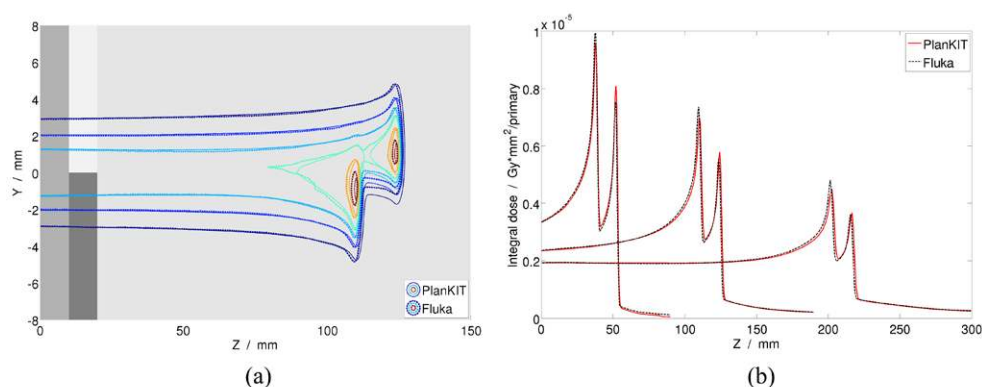 8
6
4
2
0
-2
-4
-6
-8
Y / mm
0
50
100
150
Z / mm
PlanKIT
Fluka
(a)
1 x 10^-5
0.8
0.6
0.4
0.2
0
Integral dose / Gy*mm²/primary
0
50
100
150
200
250
300
Z / mm
PlanKIT
Fluka
(b)